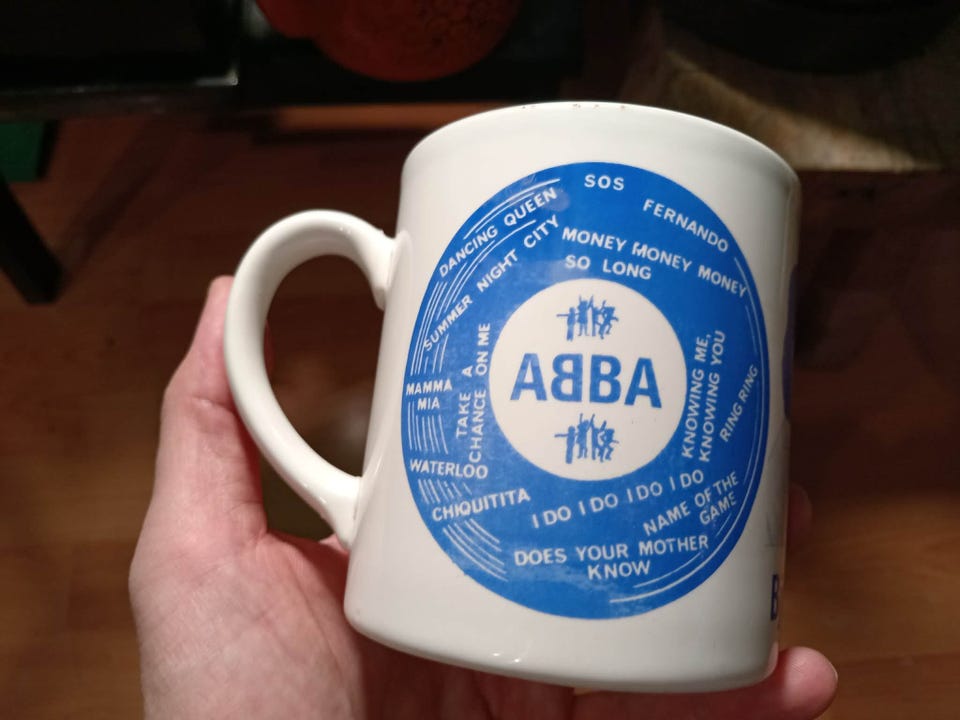 SOS
FERNANDO
DANCING QUEEN
SUMMER NIGHT CITY
MONEY MONEY MONEY
SO LONG
MAMMA
MIA
TAKE A
CHANCE ON ME
AᗺBA
KNOWING ME,
KNOWING YOU
RING RING
WATERLOO
CHIQUITITA
I DO I DO I DO I DO
NAME OF THE
GAME
DOES YOUR MOTHER
KNOW
B